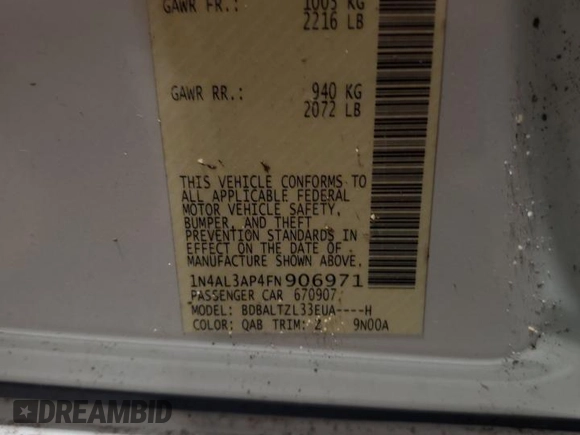 GAWR FR.: 1005 KG
2216 LB
GAWR RR.: 940 KG
2072 LB
THIS VEHICLE CONFORMS TO
ALL APPLICABLE FEDERAL
MOTOR VEHICLE SAFETY,
BUMPER, AND THEFT
PREVENTION STANDARDS IN
EFFECT ON THE DATE OF
MANUFACTURE SHOWN ABOVE.
1N4AL3AP4FN906971
PASSENGER CAR 670907
MODEL: BDBALTZL33EUA----H
COLOR: QAB TRIM: 9N00A
DREAMBID